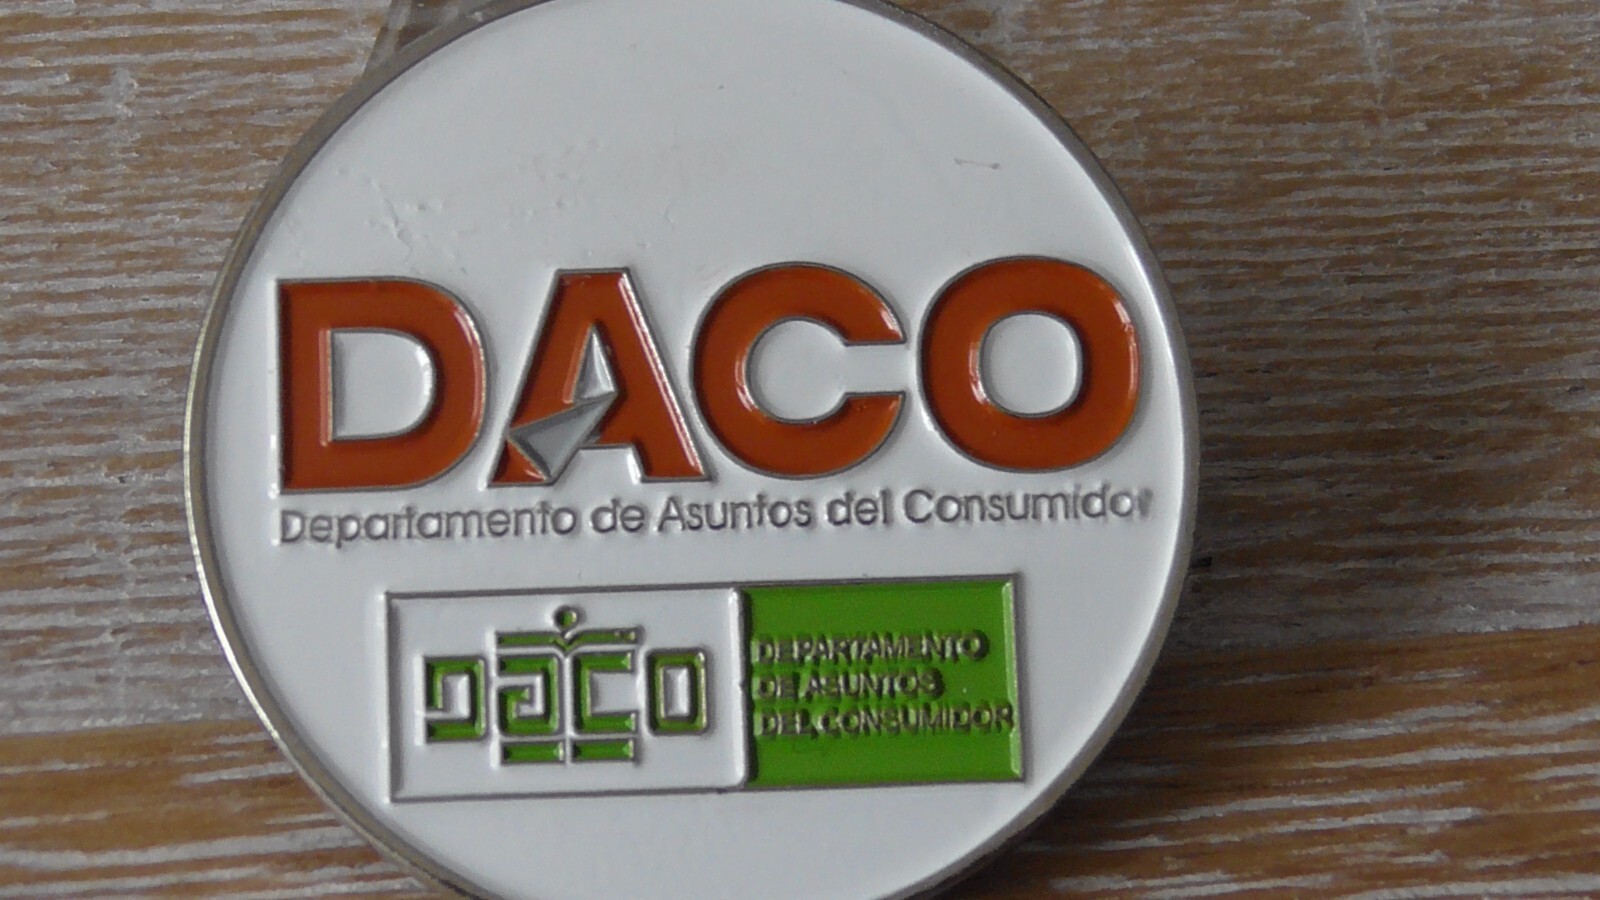 DACO
Departamento de Asuntos del Consumidor
DACO
DEPARTAMENTO
DE ASUNTOS
DEL CONSUMIDOR